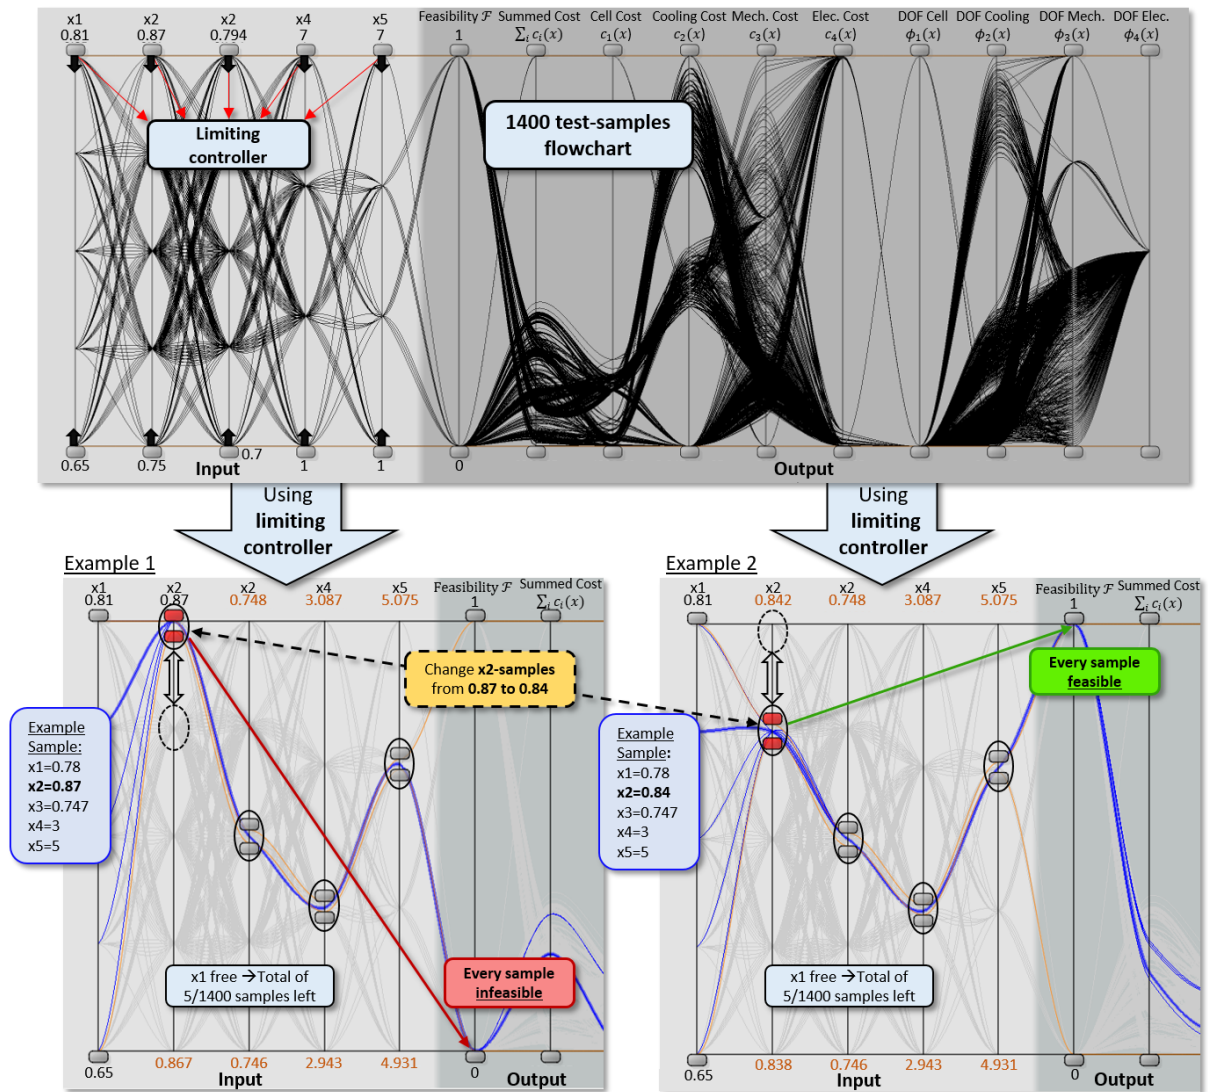 x1 x2 x3 x4 x5 Feasibility ℱ Summed Cost Cell Cost Cooling Cost Mech. Cost Elec. Cost DOF Cell DOF Cooling DOF Mech. DOF Elec.
0.81 0.87 0.794 7 7 1 ∑ᵢ cᵢ(x) c₁(x) c₂(x) c₃(x) c₄(x) ϕ₁(x) ϕ₂(x) ϕ₃(x) ϕ₄(x)
Limiting
controller
1400 test-samples
flowchart
0.65 0.75 0.7 1 1 0
Input Output
Using
limiting
controller
Using
limiting
controller
Example 1
x1 x2 x2 x4 x5 Feasibility ℱ Summed Cost
0.81 0.87 0.748 3.087 5.075 1 ∑ᵢ cᵢ(x)
Example
Sample:
x1=0.78
x2=0.87
x3=0.747
x4=3
x5=5
Change x2-samples
from 0.87 to 0.84
x1 free →Total of
5/1400 samples left
Every sample
infeasible
0.65 0.867 0.746 2.943 4.931 0
Input Output
Example 2
x1 x2 x2 x4 x5 Feasibility ℱ Summed Cost
0.81 0.842 0.748 3.087 5.075 1 ∑ᵢ cᵢ(x)
Every sample
feasible
Example
Sample:
x1=0.78
x2=0.84
x3=0.747
x4=3
x5=5
x1 free →Total of
5/1400 samples left
0.65 0.838 0.746 2.943 4.931 0
Input Output